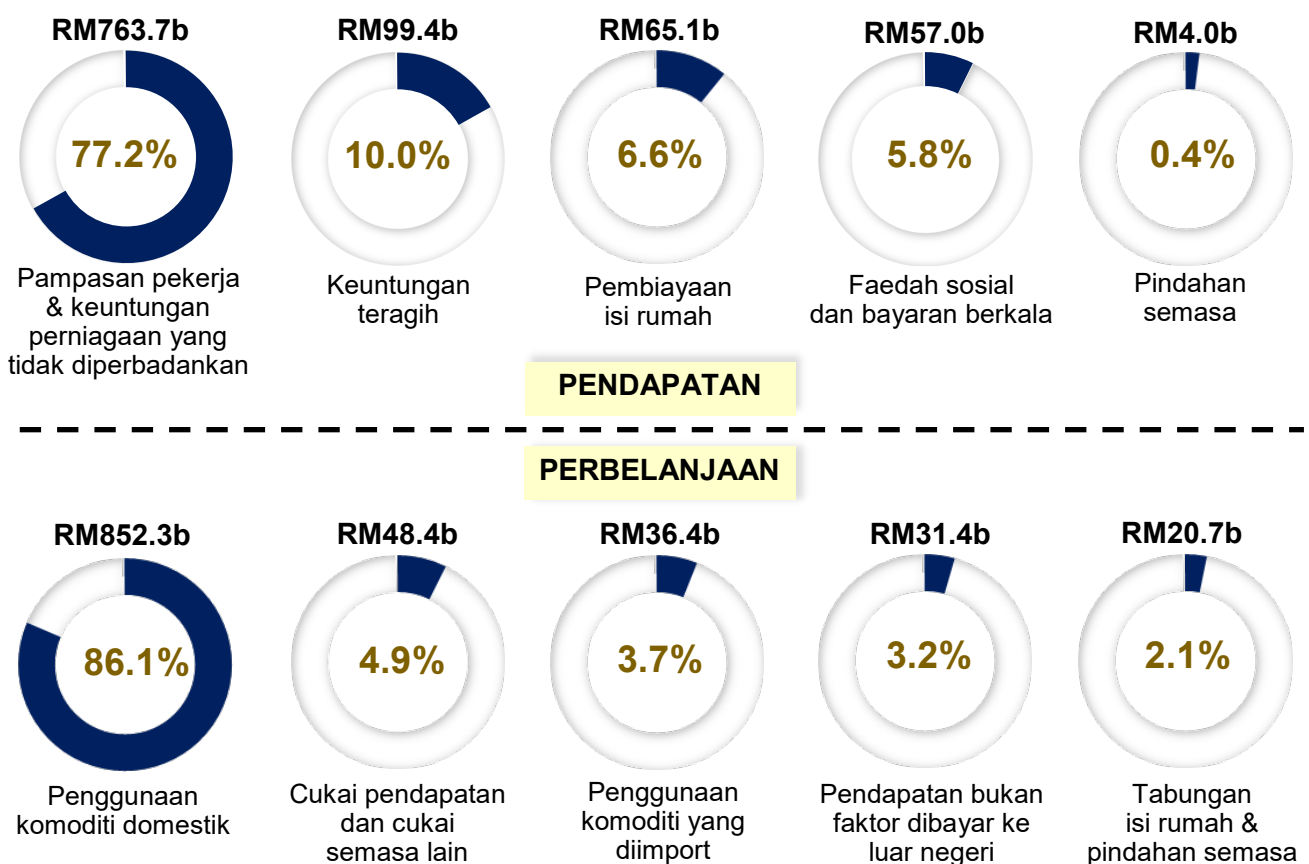 RM763.7b
77.2%
Pampasan pekerja
& keuntungan
perniagaan yang
tidak diperbadankan
RM99.4b
10.0%
Keuntungan
teragih
RM65.1b
6.6%
Pembiayaan
isi rumah
RM57.0b
5.8%
Faedah sosial
dan bayaran berkala
RM4.0b
0.4%
Pindahan
semasa
PENDAPATAN
PERBELANJAAN
RM852.3b
86.1%
Penggunaan
komoditi domestik
RM48.4b
4.9%
Cukai pendapatan
dan cukai
semasa lain
RM36.4b
3.7%
Penggunaan
komoditi yang
diimport
RM31.4b
3.2%
Pendapatan bukan
faktor dibayar ke
luar negeri
RM20.7b
2.1%
Tabungan
isi rumah &
pindahan semasa